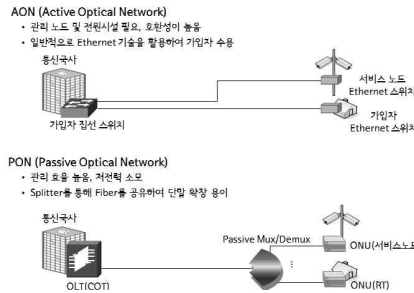 AON (Active Optical Network)
• 관리 노드 및 전원시설 필요, 호환성이 높음
• 일반적으로 Ethernet 기술을 활용하여 가입자 수용
통신국사
서비스 노드
Ethernet 스위치
가입자 집선 스위치
가입자
Ethernet 스위치
PON (Passive Optical Network)
• 관리 효율 높음, 저전력 소모
• Splitter를 통해 Fiber를 공유하여 단말 확장 용이
통신국사
Passive Mux/Demux
ONU(서비스노드
OLT(COT)
ONU(RT)